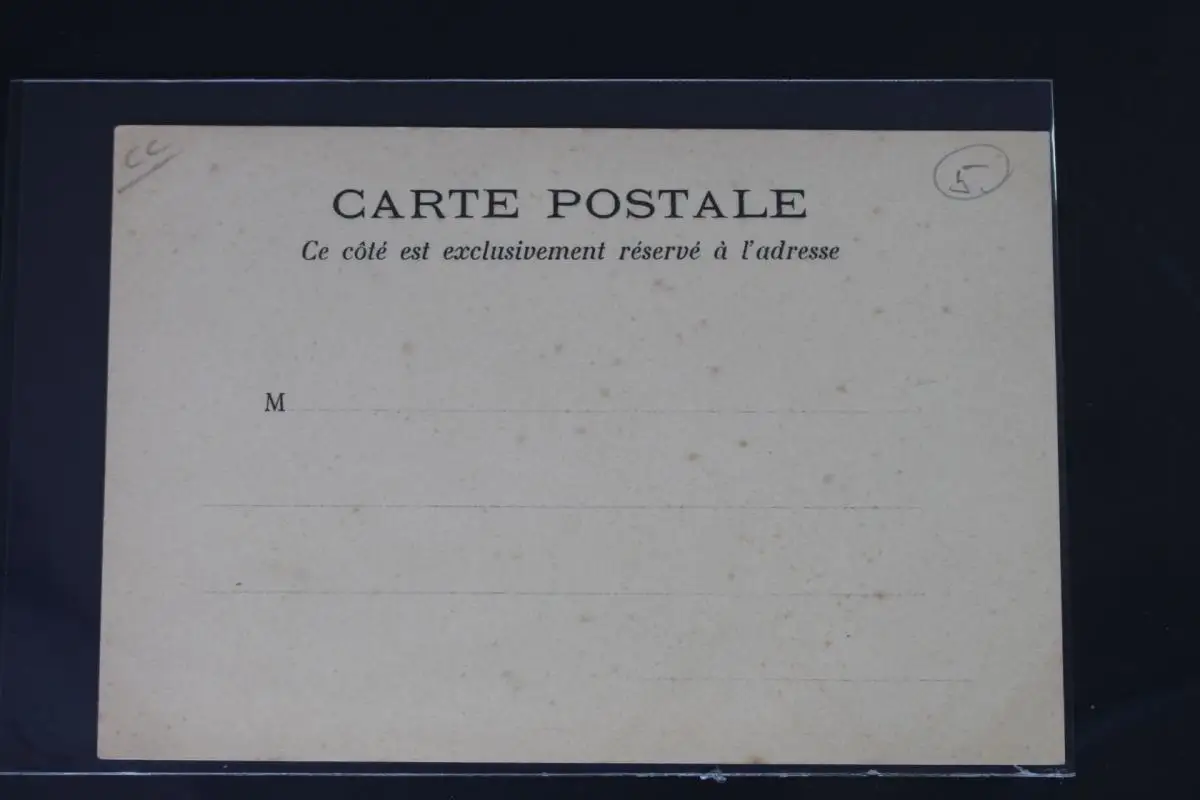 CC
5.
CARTE POSTALE
Ce côté est exclusivement réservé à l'adresse
M